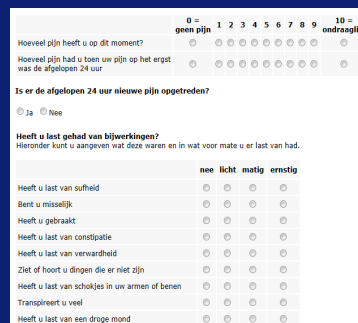 0 = geen pijn 1 2 3 4 5 6 7 8 9 10 = ondraagli
Hoeveel pijn heeft u op dit moment?
Hoeveel pijn had u toen uw pijn op het ergst
was de afgelopen 24 uur
Is er de afgelopen 24 uur nieuwe pijn opgetreden?
Ja Nee
Heeft u last gehad van bijwerkingen?
Hieronder kunt u aangeven wat deze waren en in wat voor mate u er last van had.
nee licht matig ernstig
Heeft u last van sufheid
Bent u misselijk
Heeft u gebraakt
Heeft u last van constipatie
Heeft u last van verwardheid
Ziet of hoort u dingen die er niet zijn
Heeft u last van schokjes in uw armen of benen
Transpireert u veel
Heeft u last van een droge mond